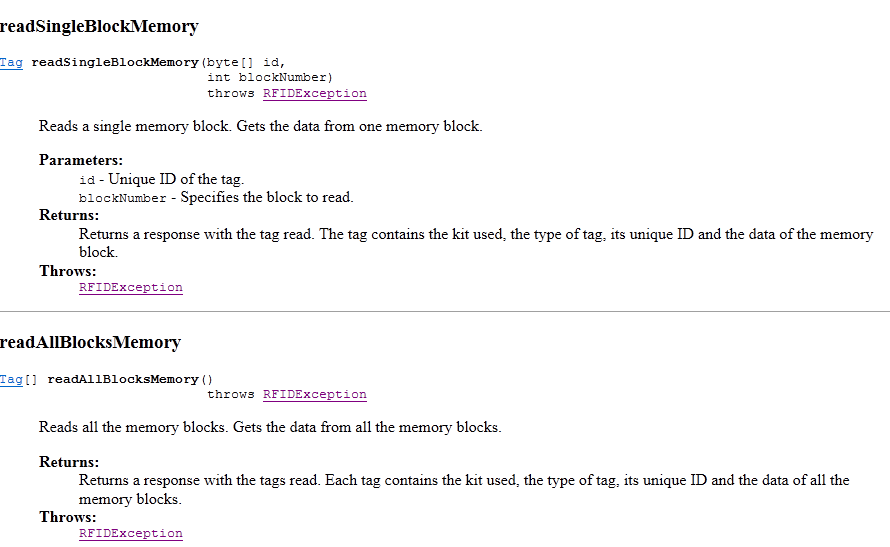 readSingleBlockMemory
Tag readSingleBlockMemory(byte[] id,
int blockNumber)
throws RFIDException
Reads a single memory block. Gets the data from one memory block.
Parameters:
id - Unique ID of the tag.
blockNumber - Specifies the block to read.
Returns:
Returns a response with the tag read. The tag contains the kit used, the type of tag, its unique ID and the data of the memory
block.
Throws:
RFIDException
readAllBlocksMemory
Tag[] readAllBlocksMemory()
throws RFIDException
Reads all the memory blocks. Gets the data from all the memory blocks.
Returns:
Returns a response with the tags read. Each tag contains the kit used, the type of tag, its unique ID and the data of all the
memory blocks.
Throws:
RFIDException